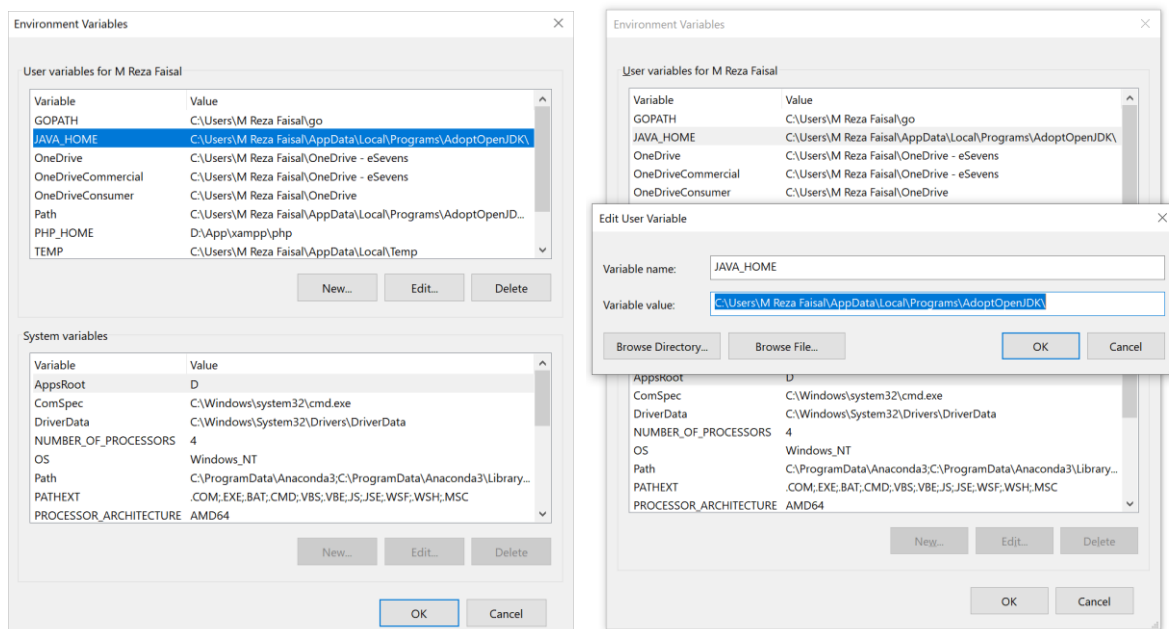 Environment Variables
User variables for M Reza Faisal
Variable Value
GOPATH C:\Users\M Reza Faisal\go
JAVA_HOME C:\Users\M Reza Faisal\AppData\Local\Programs\AdoptOpenJDK\
OneDrive C:\Users\M Reza Faisal\OneDrive - eSevens
OneDriveCommercial C:\Users\M Reza Faisal\OneDrive - eSevens
OneDriveConsumer C:\Users\M Reza Faisal\OneDrive
Path C:\Users\M Reza Faisal\AppData\Local\Programs\AdoptOpenJD...
PHP_HOME D:\App\xampp\php
TEMP C:\Users\M Reza Faisal\AppData\Local\Temp
New... Edit... Delete
System variables
Variable Value
AppsRoot D
ComSpec C:\Windows\system32\cmd.exe
DriverData C:\Windows\System32\Drivers\DriverData
NUMBER_OF_PROCESSORS 4
OS Windows_NT
Path C:\ProgramData\Anaconda3;C:\ProgramData\Anaconda3\Library...
PATHEXT .COM;.EXE;.BAT;.CMD;.VBS;.VBE;.JS;.JSE;.WSF;.WSH;.MSC
PROCESSOR_ARCHITECTURE AMD64
New... Edit... Delete
OK Cancel
Environment Variables
User variables for M Reza Faisal
Variable Value
GOPATH C:\Users\M Reza Faisal\go
JAVA_HOME C:\Users\M Reza Faisal\AppData\Local\Programs\AdoptOpenJDK\
OneDrive C:\Users\M Reza Faisal\OneDrive - eSevens
OneDriveCommercial C:\Users\M Reza Faisal\OneDrive - eSevens
OneDriveConsumer C:\Users\M Reza Faisal\OneDrive
Edit User Variable
Variable name: JAVA_HOME
Variable value: C:\Users\M Reza Faisal\AppData\Local\Programs\AdoptOpenJDK\
Browse Directory... Browse File... OK Cancel
AppsRoot D
ComSpec C:\Windows\system32\cmd.exe
DriverData C:\Windows\System32\Drivers\DriverData
NUMBER_OF_PROCESSORS 4
OS Windows_NT
Path C:\ProgramData\Anaconda3;C:\ProgramData\Anaconda3\Library...
PATHEXT .COM;.EXE;.BAT;.CMD;.VBS;.VBE;.JS;.JSE;.WSF;.WSH;.MSC
PROCESSOR_ARCHITECTURE AMD64
New... Edit... Delete
OK Cancel